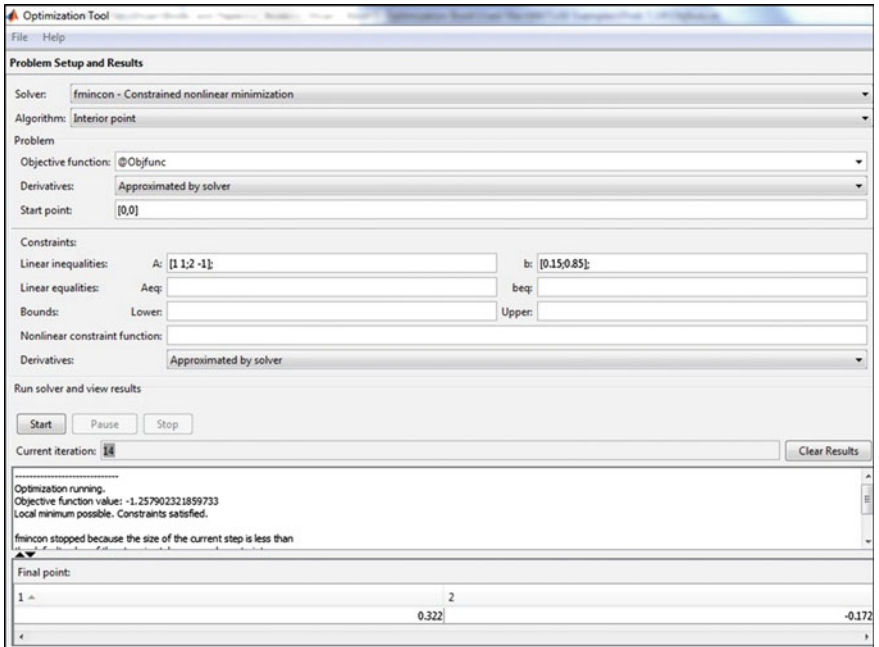 Optimization Tool
File Help
Problem Setup and Results
Solver: fmincon - Constrained nonlinear minimization
Algorithm: Interior point
Problem
Objective function: @Objfunc
Derivatives: Approximated by solver
Start point: [0,0]
Constraints:
Linear inequalities: A: [1 1;2 -1]; b: [0.15;0.85];
Linear equalities: Aeq: beq:
Bounds: Lower: Upper:
Nonlinear constraint function:
Derivatives: Approximated by solver
Run solver and view results
Start Pause Stop
Current iteration: 14 Clear Results
Optimization running.
Objective function value: -1.257902321859733
Local minimum possible. Constraints satisfied.
fmincon stopped because the size of the current step is less than
Final point:
1 2
0.322 -0.172